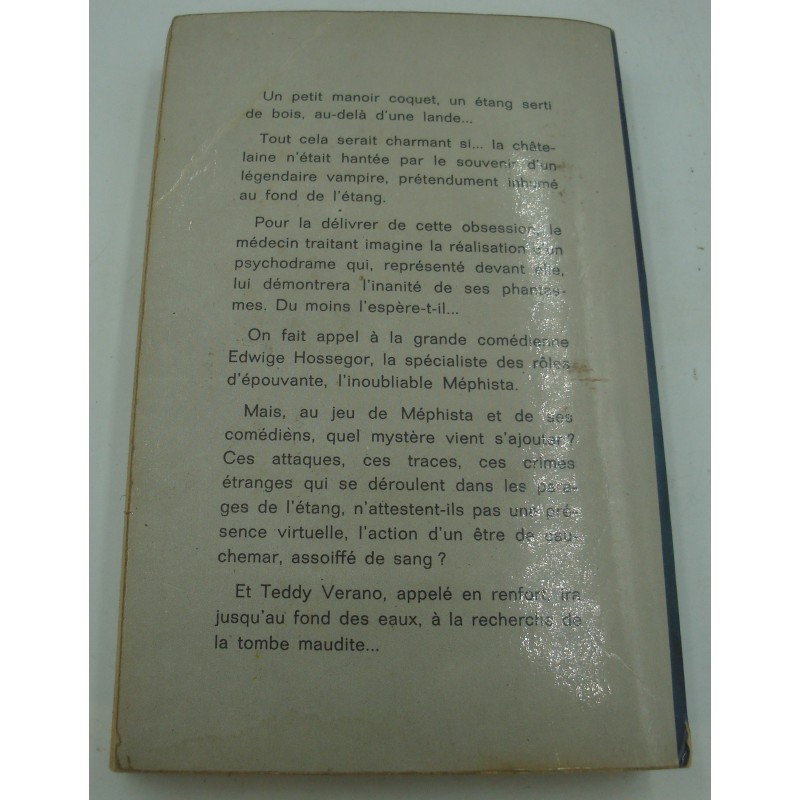 Un petit manoir coquet, un étang serti
de bois, au-delà d'une lande...
Tout cela serait charmant si... la châte-
laine n'était hantée par le souvenir d'un
légendaire vampire, prétendument inhumé
au fond de l'étang.
Pour la délivrer de cette obsession, le
médecin traitant imagine la réalisation d'un
psychodrame qui, représenté devant elle,
lui démontrera l'inanité de ses phantas-
mes. Du moins l'espère-t-il...
On fait appel à la grande comédienne
Edwige Hossegor, la spécialiste des rôles
d'épouvante, l'inoubliable Méphista.
Mais, au jeu de Méphista et de ses
comédiens, quel mystère vient s'ajouter ?
Ces attaques, ces traces, ces crimes
étranges qui se déroulent dans les para-
ges de l'étang, n'attestent-ils pas une pré-
sence virtuelle, l'action d'un être de cau-
chemar, assoiffé de sang ?
Et Teddy Verano, appelé en renfort, ira
jusqu'au fond des eaux, à la recherche de
la tombe maudite...